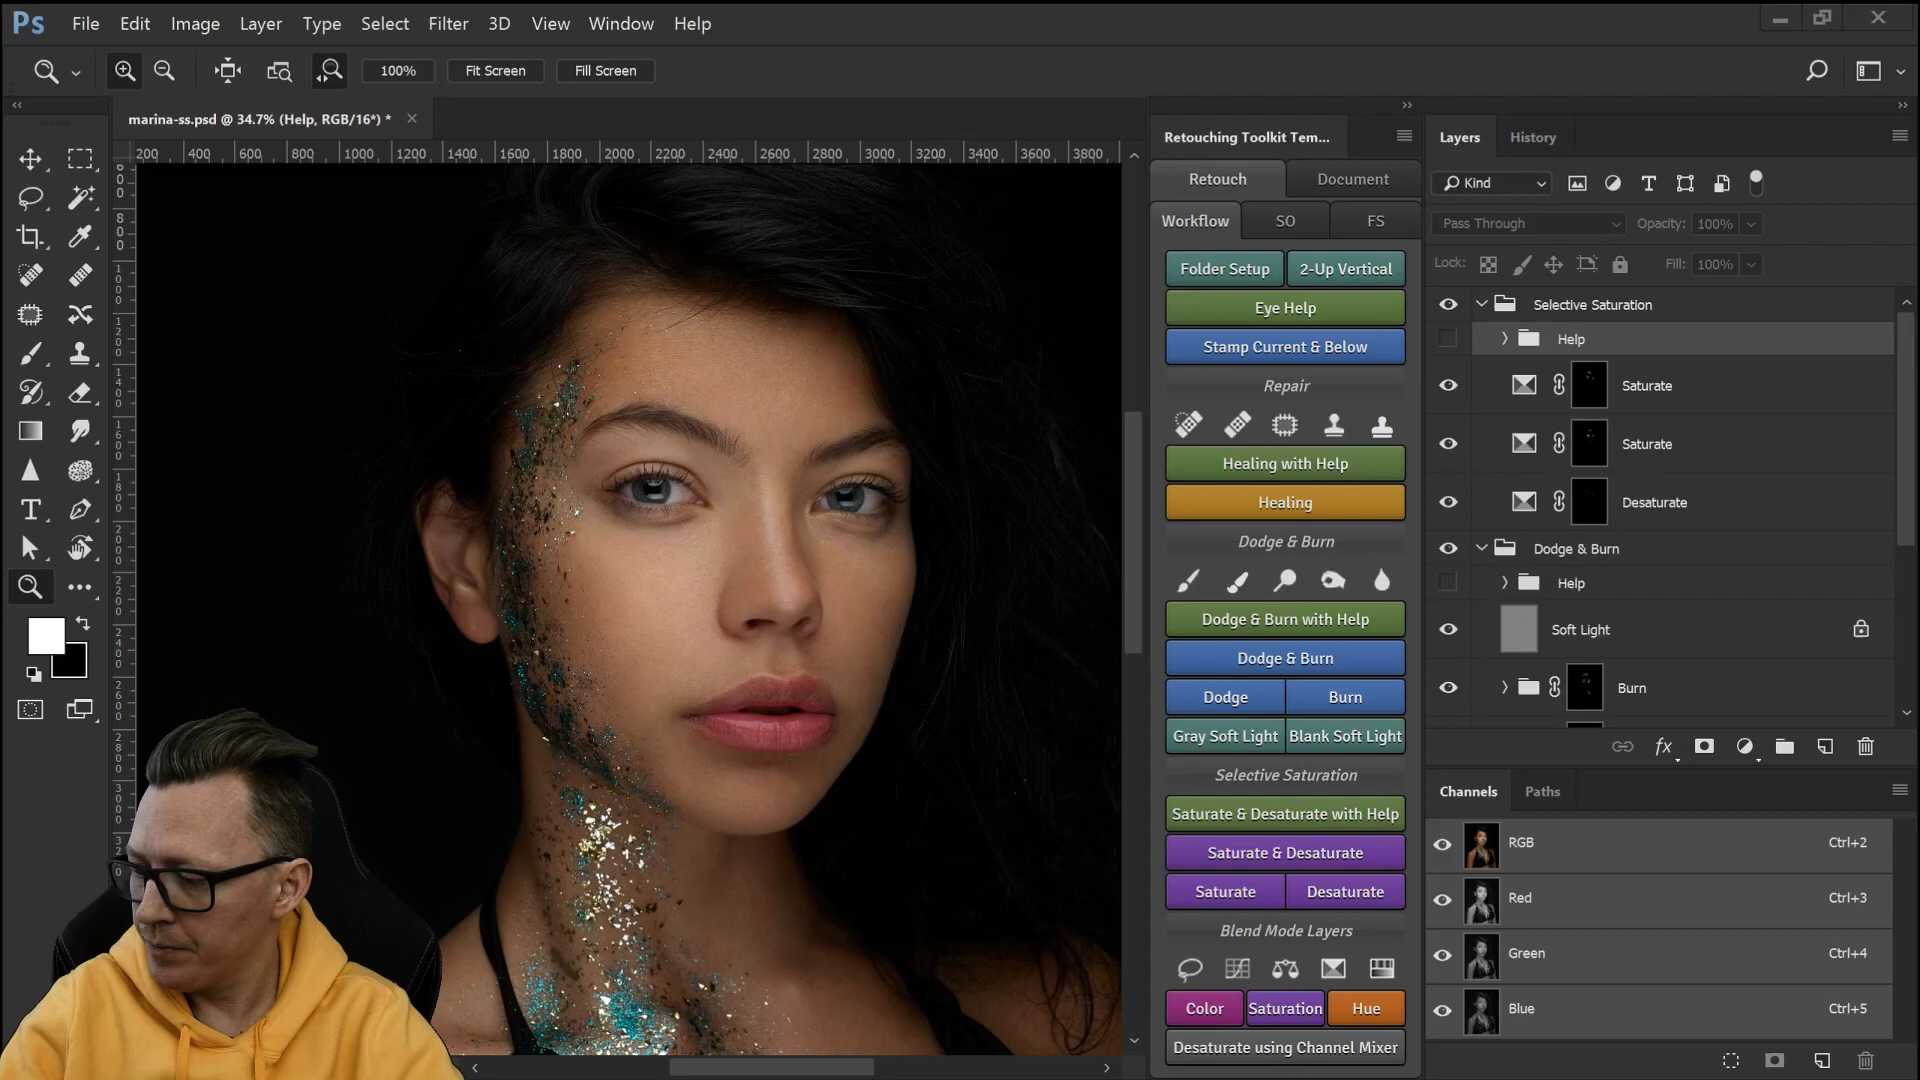 Ps File Edit Image Layer Type Select Filter 3D View Window Help
100% Fit Screen Fill Screen
marina-ss.psd @ 34.7% (Help, RGB/16*) *
200 400 600 800 1000 1200 1400 1600 1800 2000 2200 2400 2600 2800 3000 3200 3400 3600 3800
Retouching Toolkit Tem...
Retouch Document
Workflow SO FS
Folder Setup 2-Up Vertical
Eye Help
Stamp Current & Below
Repair
Healing with Help
Healing
Dodge & Burn
Dodge & Burn with Help
Dodge & Burn
Dodge Burn
Gray Soft Light Blank Soft Light
Selective Saturation
Saturate & Desaturate with Help
Saturate & Desaturate
Saturate Desaturate
Blend Mode Layers
Color Saturation Hue
Desaturate using Channel Mixer
Layers History
Kind
Pass Through Opacity: 100%
Lock: Fill: 100%
Selective Saturation
Help
Saturate
Saturate
Desaturate
Dodge & Burn
Help
Soft Light
Burn
fx
Channels Paths
RGB Ctrl+2
Red Ctrl+3
Green Ctrl+4
Blue Ctrl+5